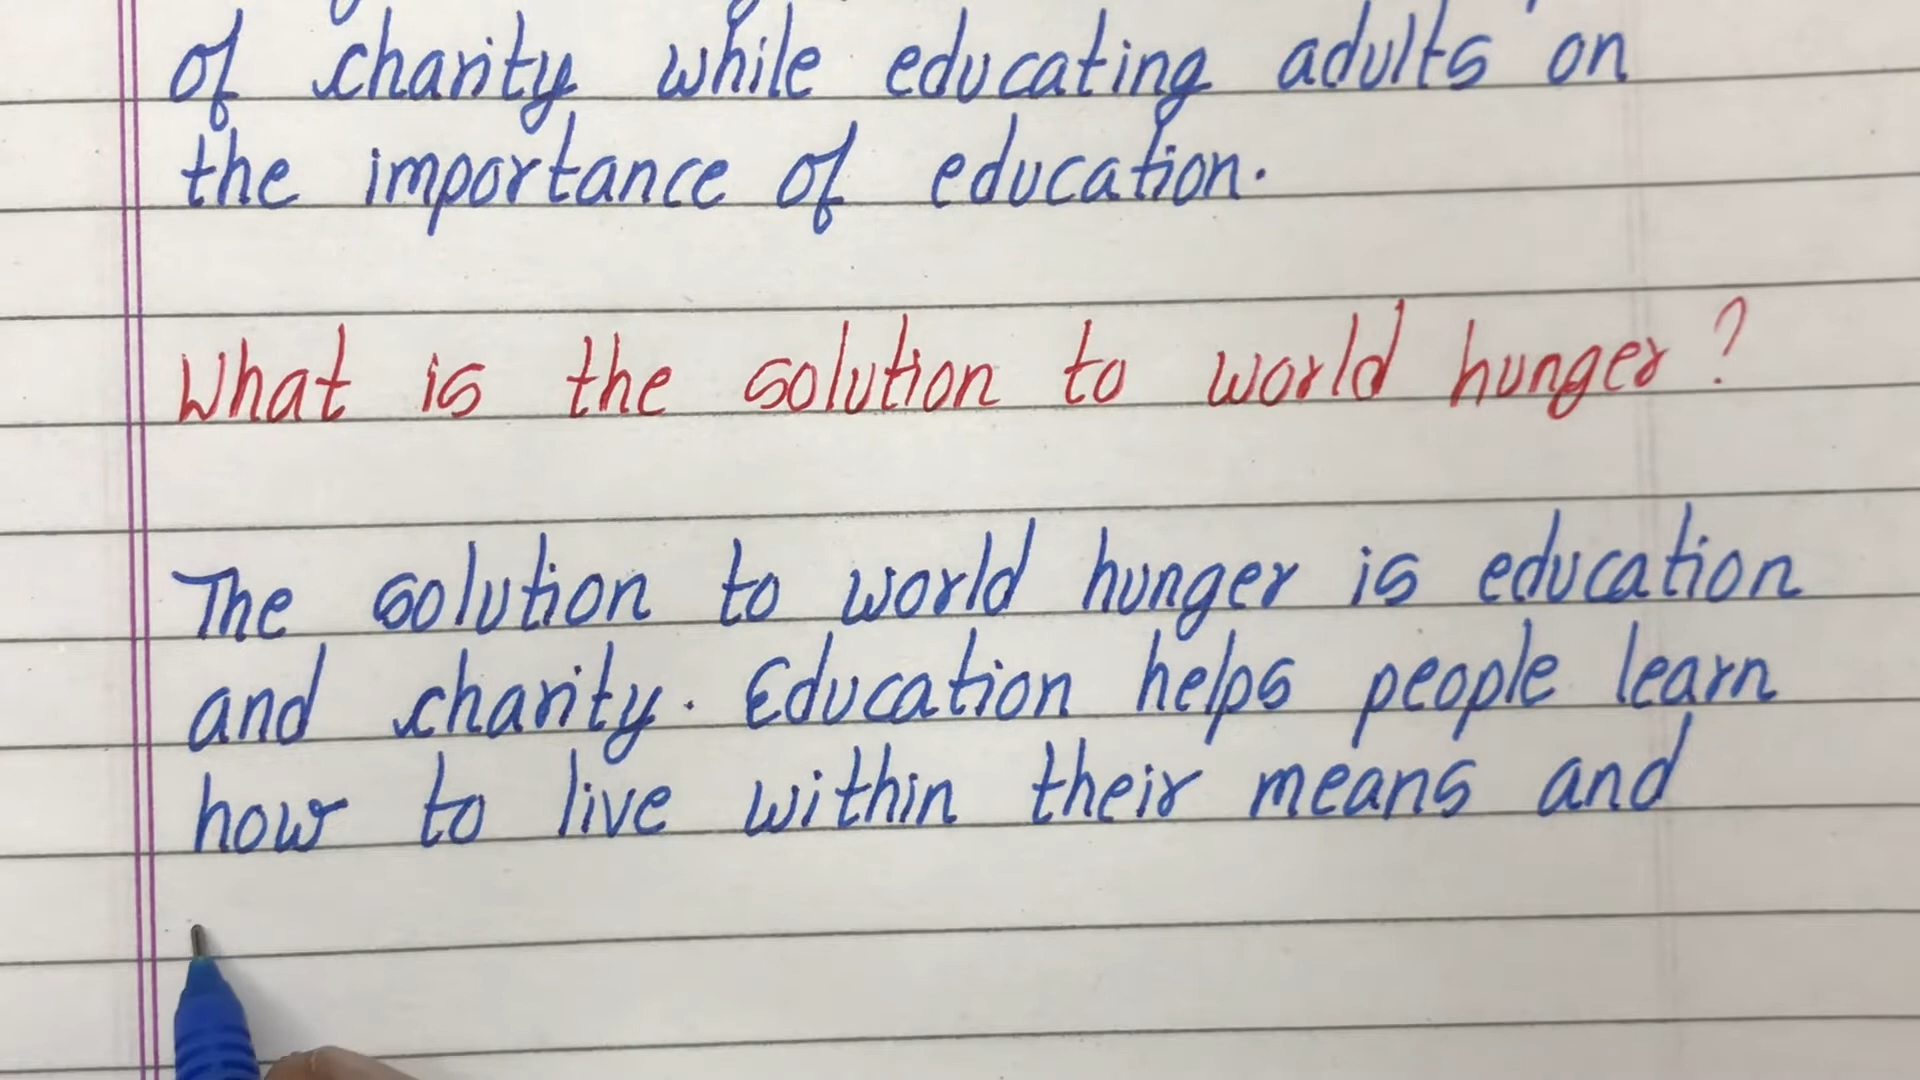 of charity while educating adults on
the importance of education.
What is the solution to world hunger?
The solution to world hunger is education
and charity. Education helps people learn
how to live within their means and